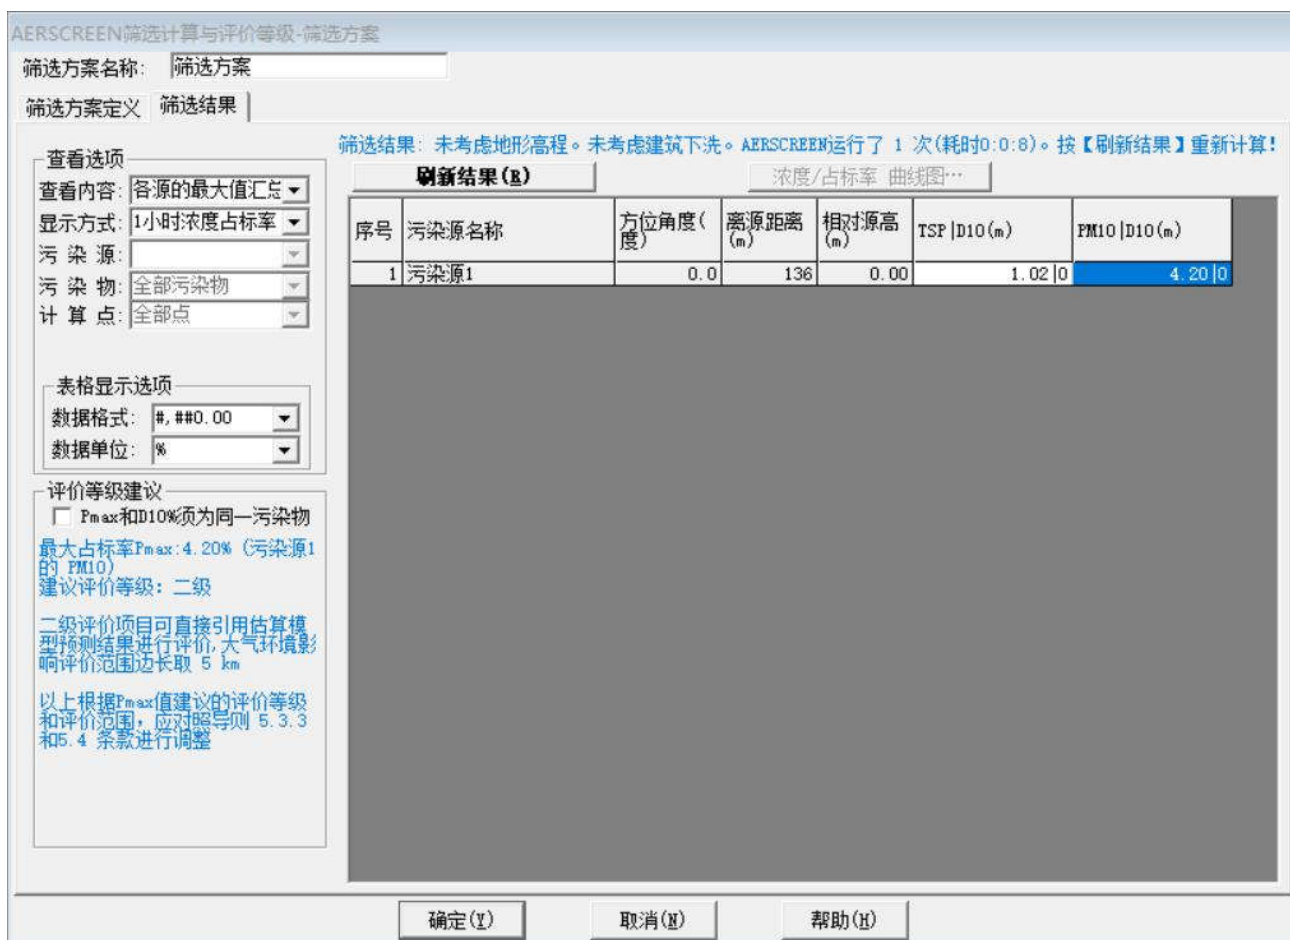 AERSCREEN筛选计算与评价等级-筛选方案
筛选方案名称: 筛选方案
筛选方案定义 筛选结果
筛选结果: 未考虑地形高程。未考虑建筑下洗。AERSCREEN运行了 1 次(耗时0:0:8)。按【刷新结果】重新计算!
查看选项
查看内容: 各源的最大值汇总
显示方式: 1小时浓度占标率
污 染 源:
污 染 物: 全部污染物
计 算 点: 全部点
刷新结果(R) 浓度/占标率 曲线图…
序号 污染源名称 方位角度(度) 离源距离(m) 相对源高(m) TSP|D10(m) PM10|D10(m)
1 污染源1 0.0 136 0.00 1.02|0 4.20|0
表格显示选项
数据格式: #,##0.00
数据单位: %
评价等级建议
Pmax和D10%须为同一污染物
最大占标率Pmax:4.20% (污染源1
的 PM10)
建议评价等级: 二级
二级评价项目可直接引用估算模
型预测结果进行评价,大气环境影
响评价范围边长取 5 km
以上根据Pmax值建议的评价等级
和评价范围,应对照导则 5.3.3
和5.4 条款进行调整
确定(Y) 取消(N) 帮助(H)